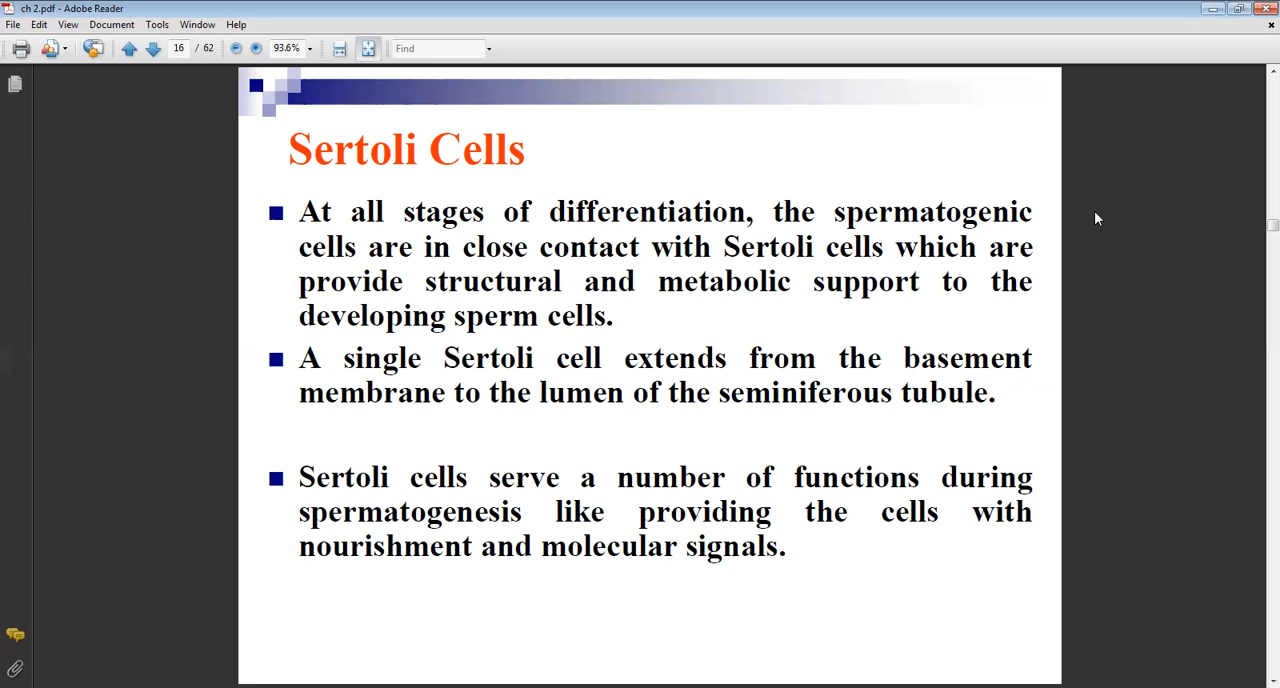 ch 2.pdf - Adobe Reader
File Edit View Document Tools Window Help
16 / 62 93.6% Find
Sertoli Cells
At all stages of differentiation, the spermatogenic
cells are in close contact with Sertoli cells which are
provide structural and metabolic support to the
developing sperm cells.
A single Sertoli cell extends from the basement
membrane to the lumen of the seminiferous tubule.
Sertoli cells serve a number of functions during
spermatogenesis like providing the cells with
nourishment and molecular signals.